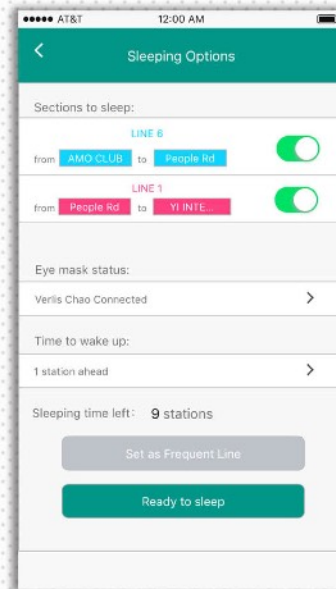 AT&T 12:00 AM
Sleeping Options
Sections to sleep:
LINE 6
from AMO CLUB to People Rd
LINE 1
from People Rd to YI INTE...
Eye mask status:
Verlis Chao Connected
Time to wake up:
1 station ahead
Sleeping time left: 9 stations
Set as Frequent Line
Ready to sleep